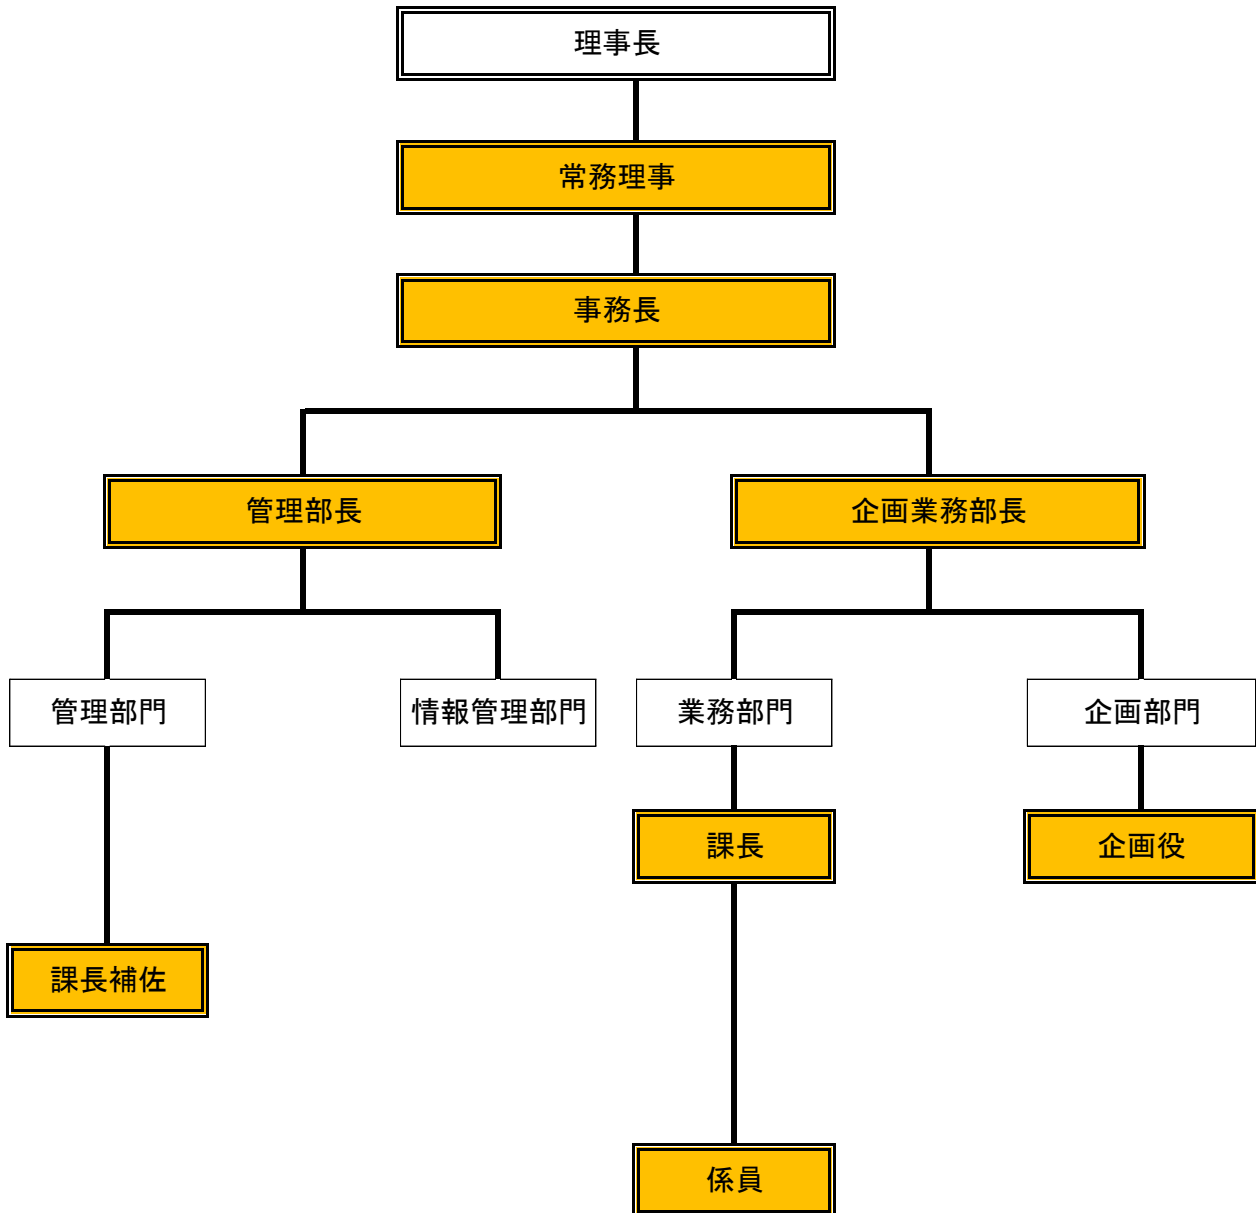 理事長
常務理事
事務長
管理部長
企画業務部長
管理部門
情報管理部門
業務部門
企画部門
課長
企画役
課長補佐
係員